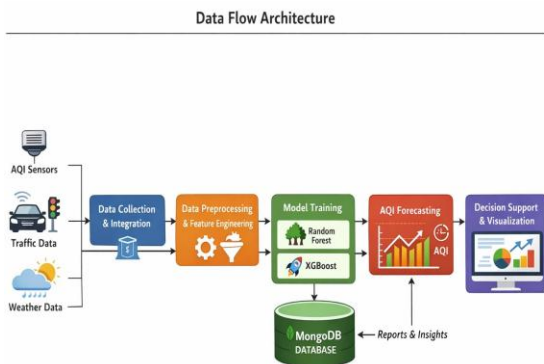 Data Flow Architecture
AQI Sensors
Traffic Data
Weather Data
Data Collection
& Integration
Data Preprocessing
& Feature Engineering
Model Training
Random
Forest
XGBoost
AQI Forecasting
AQI
Decision Support
& Visualization
MongoDB
DATABASE
Reports & Insights